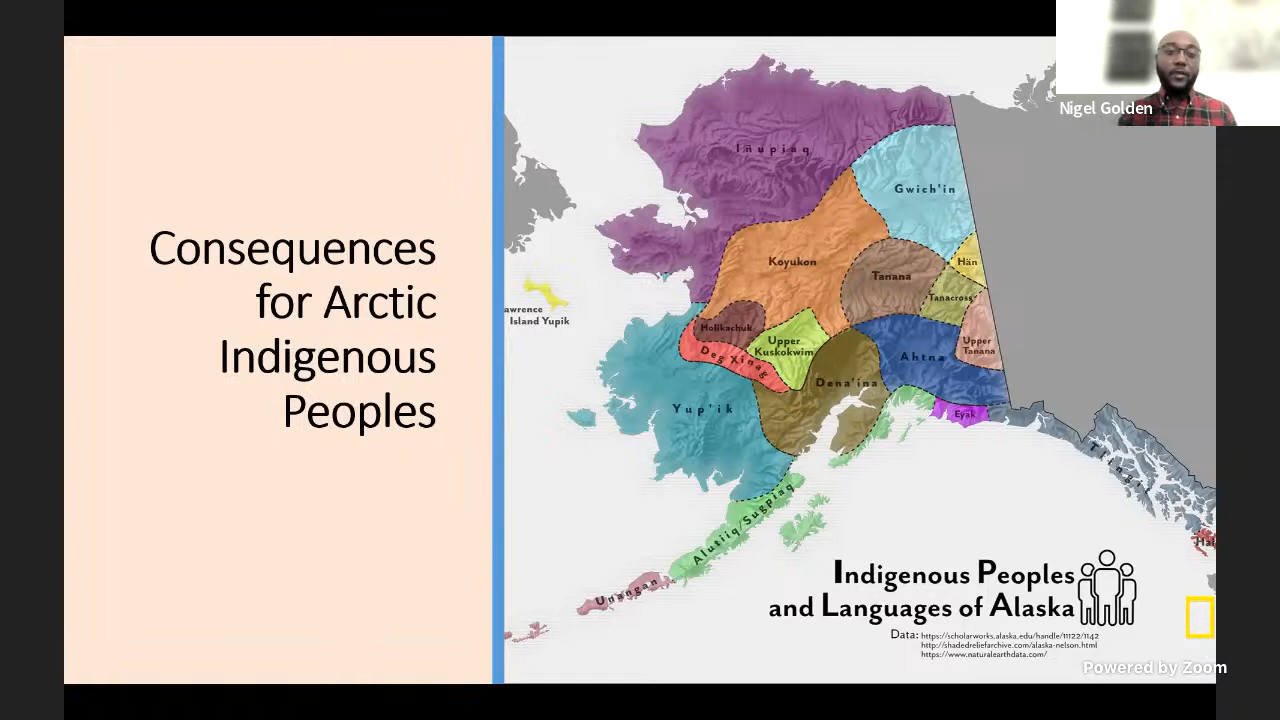 Consequences
for Arctic
Indigenous
Peoples
Nigel Golden
Iñupiaq
Gwich'in
Koyukon
Hän
Tanana
Tanacross
awrence
Island Yupik
Holikachuk
Upper
Kuskokwim
Deg Xinag
Upper
Tanana
Ahtna
Dena'ina
Yup'ik
Eyak
Tlingit
Alutiiq/Sugpiaq
Hai
Unangan
Indigenous Peoples
and Languages of Alaska
Data: https://scholarworks.alaska.edu/handle/11122/1142
http://shadedreliefarchive.com/alaska-nelson.html
https://www.naturalearthdata.com/
Powered by Zoom